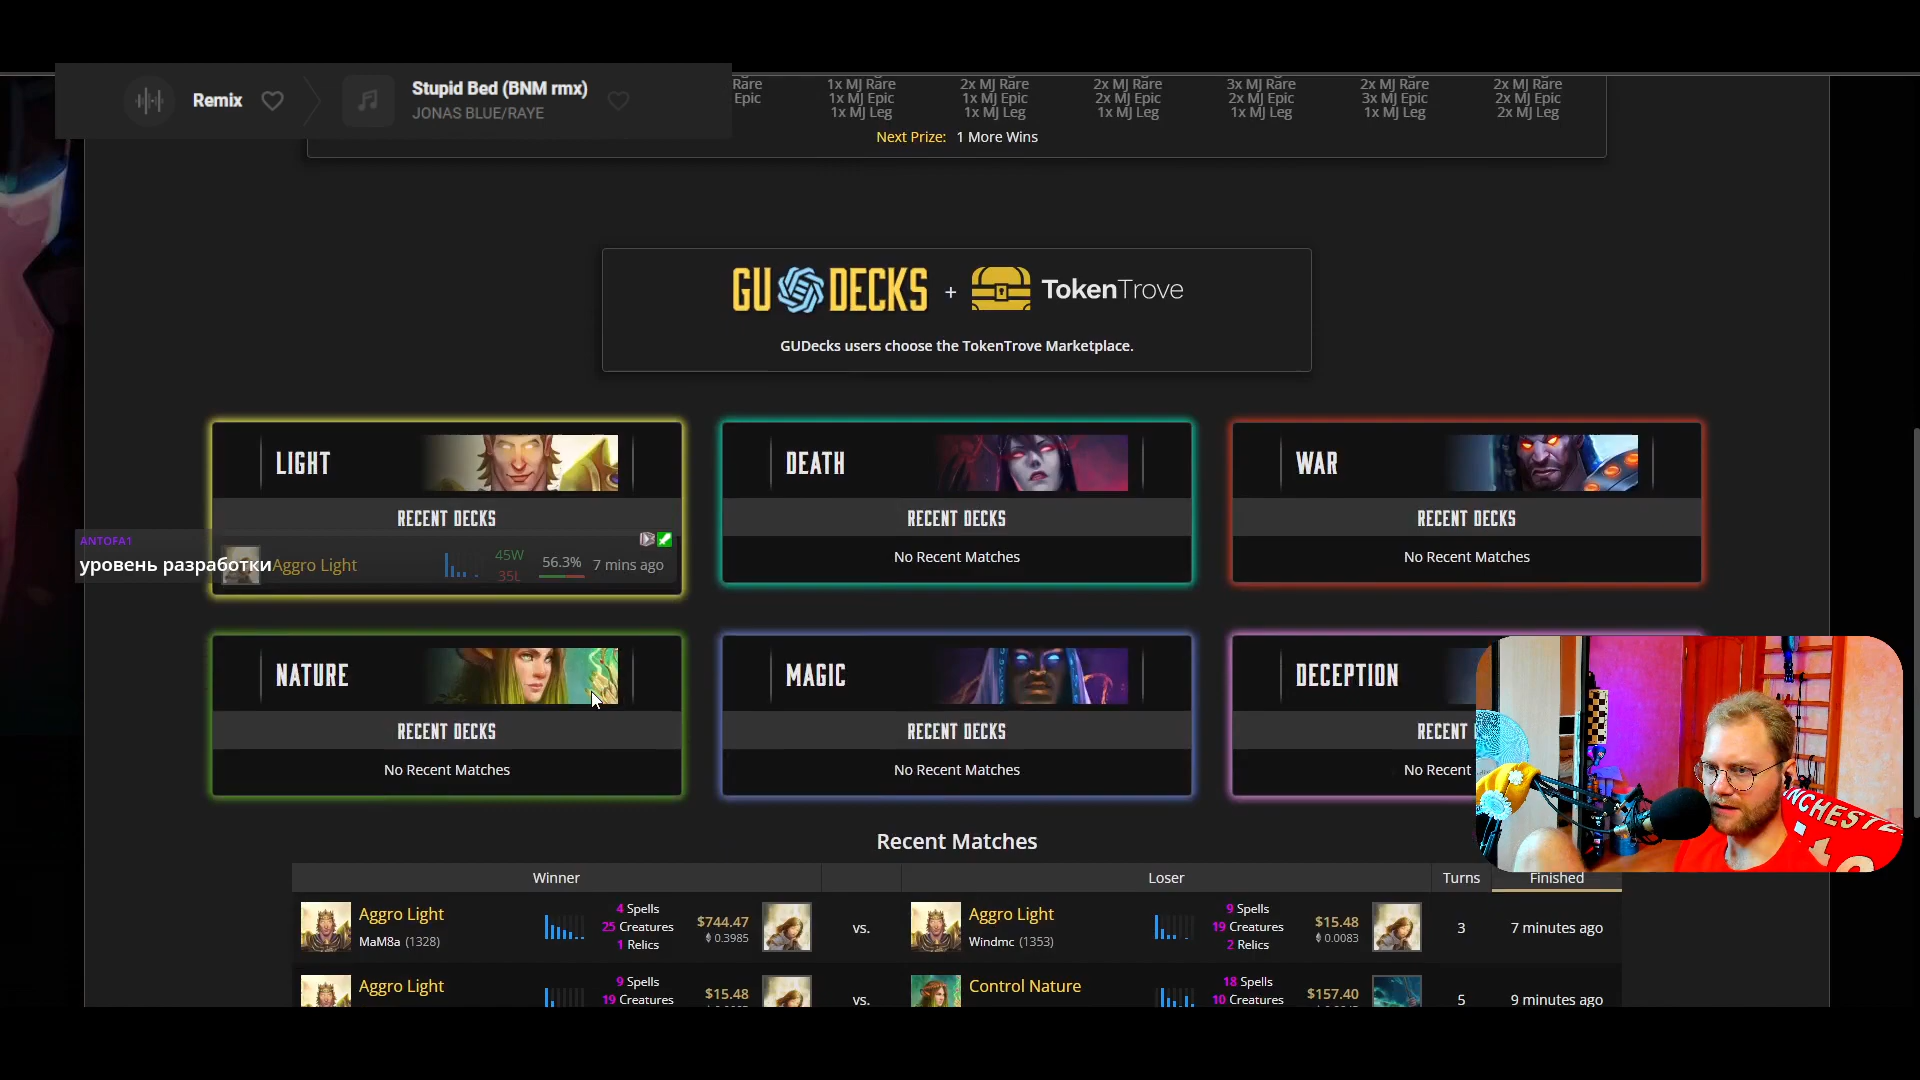 Remix
Stupid Bed (BNM rmx)
JONAS BLUE/RAYE
Rare 1x MJ Rare 2x MJ Rare 2x MJ Rare 3x MJ Rare 2x MJ Rare 2x MJ Rare
Epic 1x MJ Epic 1x MJ Epic 2x MJ Epic 2x MJ Epic 3x MJ Epic 2x MJ Epic
1x MJ Leg 1x MJ Leg 1x MJ Leg 1x MJ Leg 1x MJ Leg 2x MJ Leg
Next Prize: 1 More Wins
GU DECKS + TokenTrove
GUDecks users choose the TokenTrove Marketplace.
LIGHT
RECENT DECKS
ANTOFA1
уровень разработки
Aggro Light 45W 35L 56.3% 7 mins ago
DEATH
RECENT DECKS
No Recent Matches
WAR
RECENT DECKS
No Recent Matches
NATURE
RECENT DECKS
No Recent Matches
MAGIC
RECENT DECKS
No Recent Matches
DECEPTION
RECENT
No Recent
Recent Matches
Winner Loser Turns Finished
Aggro Light
MaM8a (1328)
4 Spells
25 Creatures
1 Relics
$744.47
0.3985
vs.
Aggro Light
Windmc (1353)
9 Spells
19 Creatures
2 Relics
$15.48
0.0083
3
7 minutes ago
Aggro Light
9 Spells
19 Creatures
$15.48
vs.
Control Nature
18 Spells
10 Creatures
$157.40
5
9 minutes ago